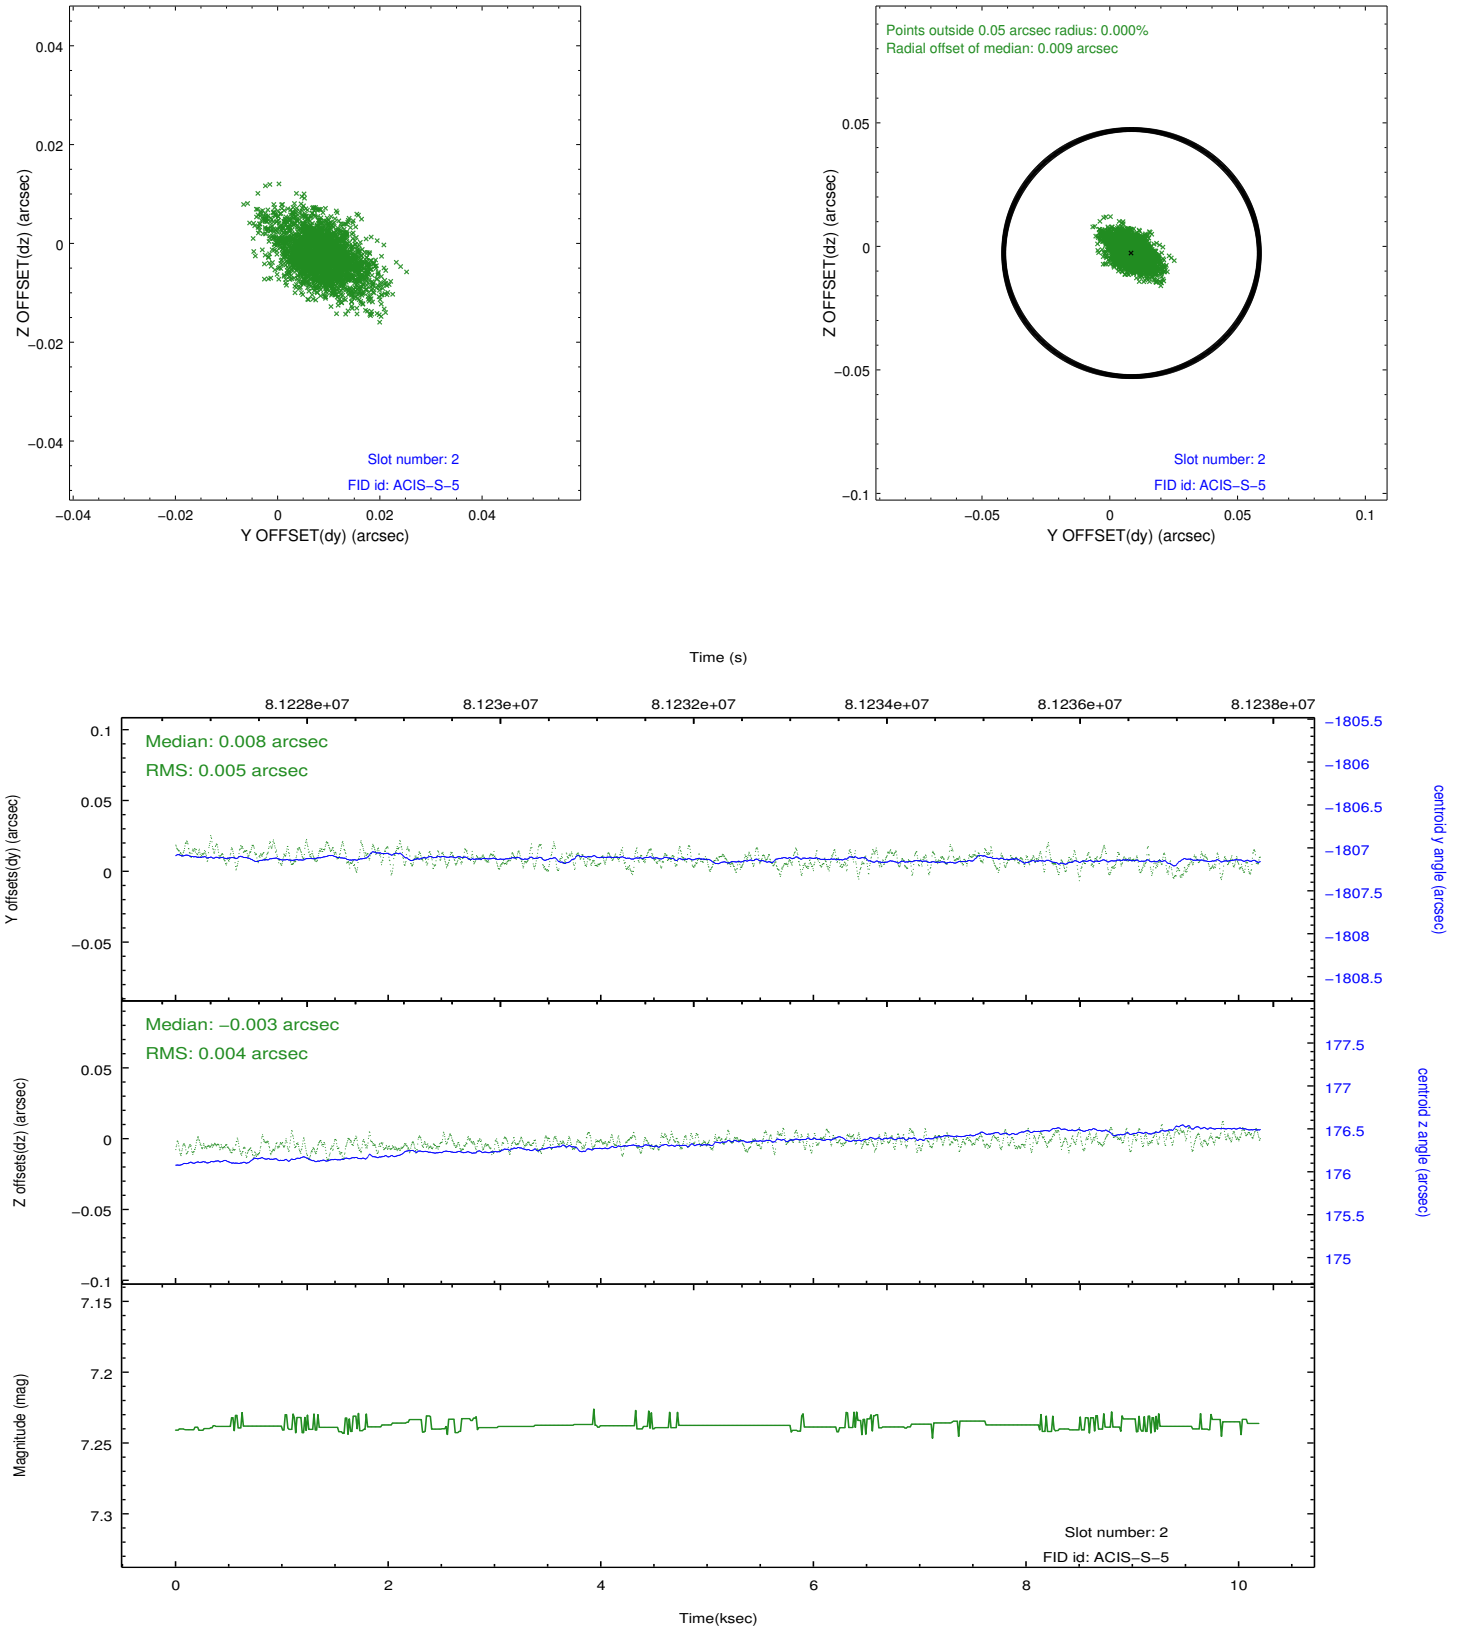 0.04
0.02
0
−0.02
−0.04
Z OFFSET(dz) (arcsec)
Slot number: 2
FID id: ACIS−S−5
−0.04 −0.02 0 0.02 0.04
Y OFFSET(dy) (arcsec)
Points outside 0.05 arcsec radius: 0.000%
Radial offset of median: 0.009 arcsec
0.05
0
−0.05
−0.1
Z OFFSET(dz) (arcsec)
Slot number: 2
FID id: ACIS−S−5
−0.05 0 0.05 0.1
Y OFFSET(dy) (arcsec)
Time (s)
8.1228e+07 8.123e+07 8.1232e+07 8.1234e+07 8.1236e+07 8.1238e+07
Median: 0.008 arcsec
RMS: 0.005 arcsec
0.1
0.05
0
−0.05
Y offsets(dy) (arcsec)
−1805.5
−1806
−1806.5
−1807
−1807.5
−1808
−1808.5
centroid y angle (arcsec)
Median: −0.003 arcsec
RMS: 0.004 arcsec
0.05
0
−0.05
−0.1
Z offsets(dz) (arcsec)
177.5
177
176.5
176
175.5
175
centroid z angle (arcsec)
7.15
7.2
7.25
7.3
Magnitude (mag)
Slot number: 2
FID id: ACIS−S−5
0 2 4 6 8 10
Time(ksec)